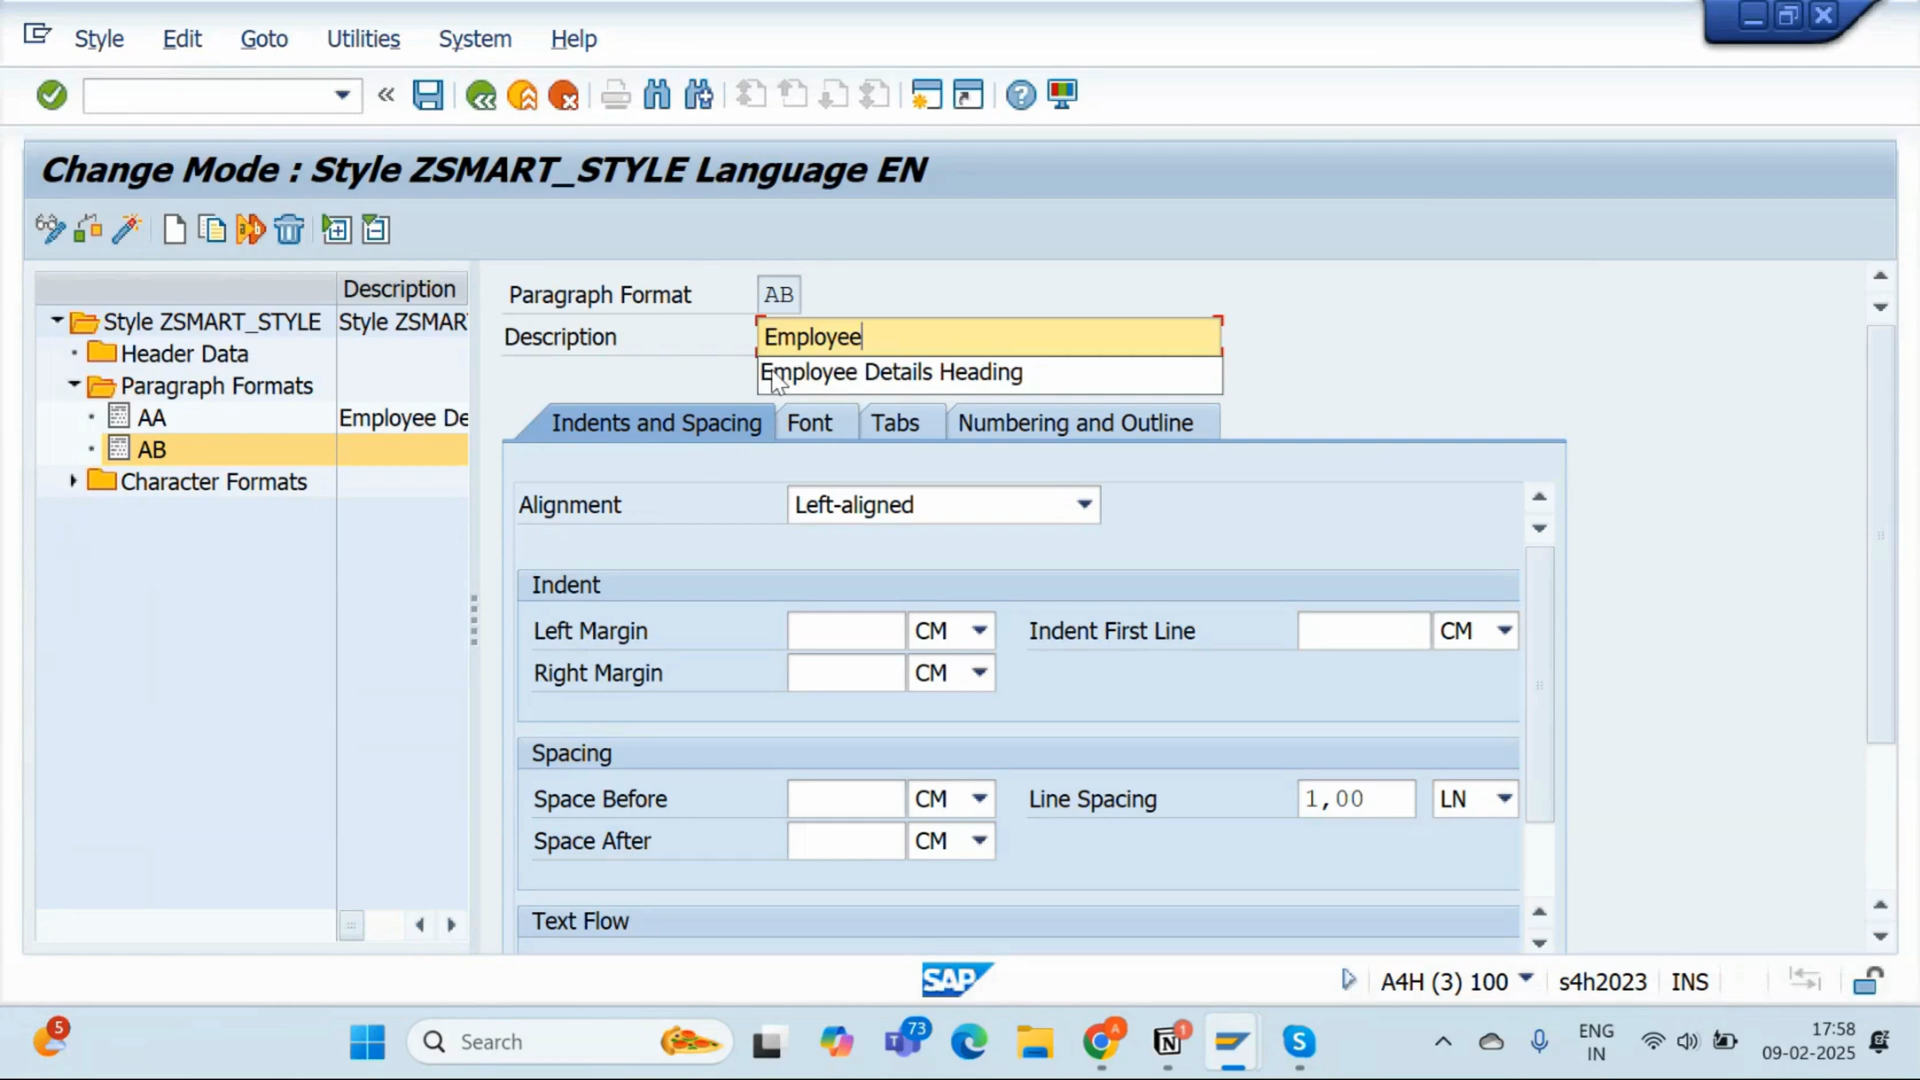 Style Edit Goto Utilities System Help
Change Mode : Style ZSMART_STYLE Language EN
Description
Style ZSMART_STYLE Style ZSMAR
Header Data
Paragraph Formats
AA Employee De
AB
Character Formats
Paragraph Format AB
Description Employee
Employee Details Heading
Indents and Spacing Font Tabs Numbering and Outline
Alignment Left-aligned
Indent
Left Margin CM Indent First Line CM
Right Margin CM
Spacing
Space Before CM Line Spacing 1,00 LN
Space After CM
Text Flow
SAP A4H (3) 100 s4h2023 INS
5 Search 73 A 1 S ENG 17:58
IN 09-02-2025